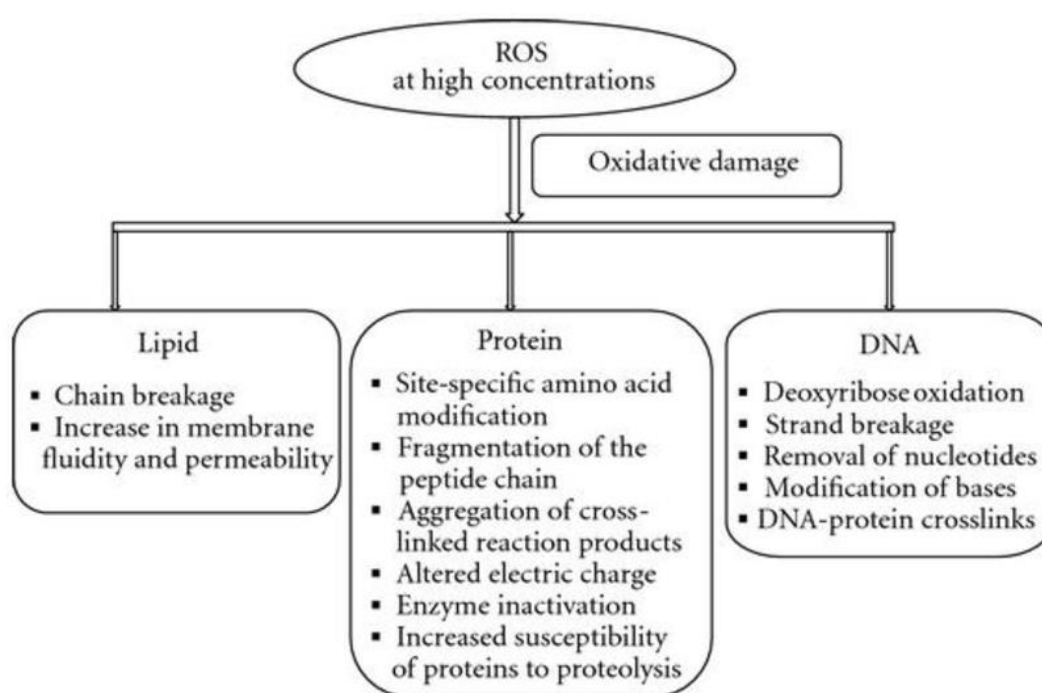 ROS
at high concentrations
Oxidative damage
Lipid
▪ Chain breakage
▪ Increase in membrane
fluidity and permeability
Protein
▪ Site-specific amino acid
modification
▪ Fragmentation of the
peptide chain
▪ Aggregation of cross-
linked reaction products
▪ Altered electric charge
▪ Enzyme inactivation
▪ Increased susceptibility
of proteins to proteolysis
DNA
▪ Deoxyribose oxidation
▪ Strand breakage
▪ Removal of nucleotides
▪ Modification of bases
▪ DNA-protein crosslinks